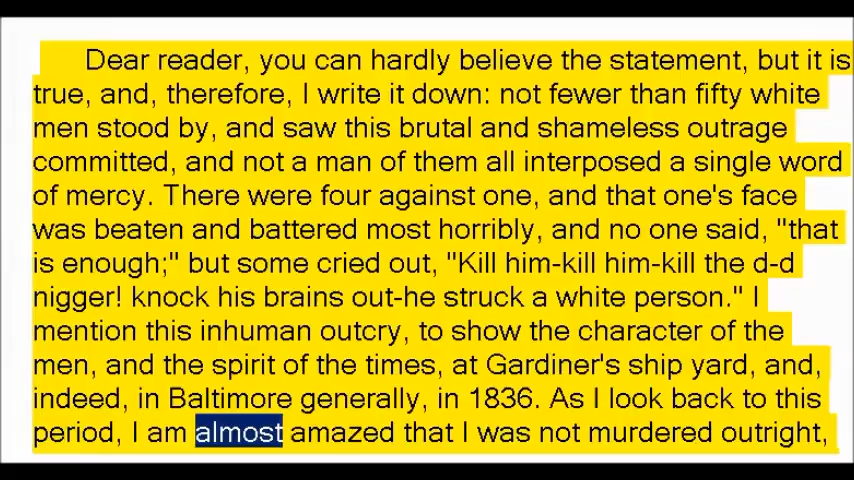 Dear reader, you can hardly believe the statement, but it is
true, and, therefore, I write it down: not fewer than fifty white
men stood by, and saw this brutal and shameless outrage
committed, and not a man of them all interposed a single word
of mercy. There were four against one, and that one's face
was beaten and battered most horribly, and no one said, "that
is enough;" but some cried out, "Kill him-kill him-kill the d-d
nigger! knock his brains out-he struck a white person." I
mention this inhuman outcry, to show the character of the
men, and the spirit of the times, at Gardiner's ship yard, and,
indeed, in Baltimore generally, in 1836. As I look back to this
period, I am almost amazed that I was not murdered outright,